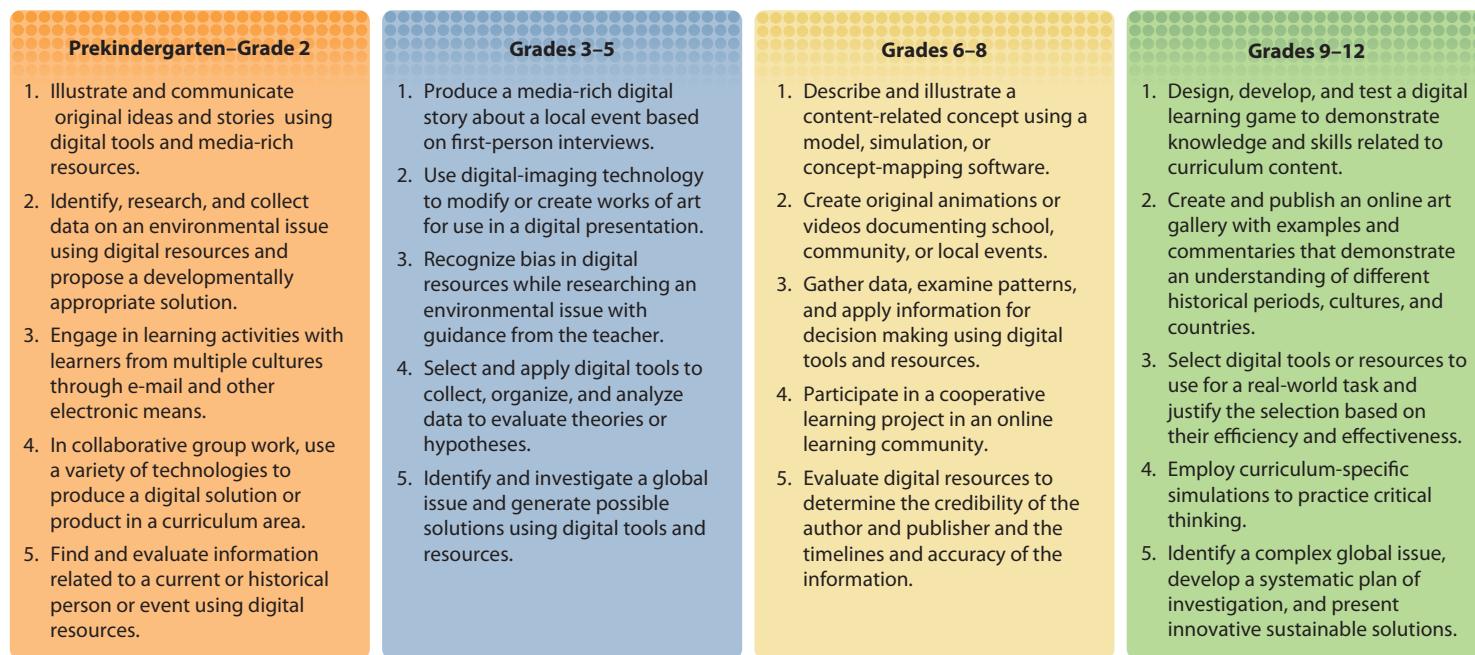 Prekindergarten–Grade 2
1. Illustrate and communicate
original ideas and stories using
digital tools and media-rich
resources.
2. Identify, research, and collect
data on an environmental issue
using digital resources and
propose a developmentally
appropriate solution.
3. Engage in learning activities with
learners from multiple cultures
through e-mail and other
electronic means.
4. In collaborative group work, use
a variety of technologies to
produce a digital solution or
product in a curriculum area.
5. Find and evaluate information
related to a current or historical
person or event using digital
resources.
Grades 3–5
1. Produce a media-rich digital
story about a local event based
on first-person interviews.
2. Use digital-imaging technology
to modify or create works of art
for use in a digital presentation.
3. Recognize bias in digital
resources while researching an
environmental issue with
guidance from the teacher.
4. Select and apply digital tools to
collect, organize, and analyze
data to evaluate theories or
hypotheses.
5. Identify and investigate a global
issue and generate possible
solutions using digital tools and
resources.
Grades 6–8
1. Describe and illustrate a
content-related concept using a
model, simulation, or
concept-mapping software.
2. Create original animations or
videos documenting school,
community, or local events.
3. Gather data, examine patterns,
and apply information for
decision making using digital
tools and resources.
4. Participate in a cooperative
learning project in an online
learning community.
5. Evaluate digital resources to
determine the credibility of the
author and publisher and the
timelines and accuracy of the
information.
Grades 9–12
1. Design, develop, and test a digital
learning game to demonstrate
knowledge and skills related to
curriculum content.
2. Create and publish an online art
gallery with examples and
commentaries that demonstrate
an understanding of different
historical periods, cultures, and
countries.
3. Select digital tools or resources to
use for a real-world task and
justify the selection based on
their efficiency and effectiveness.
4. Employ curriculum-specific
simulations to practice critical
thinking.
5. Identify a complex global issue,
develop a systematic plan of
investigation, and present
innovative sustainable solutions.